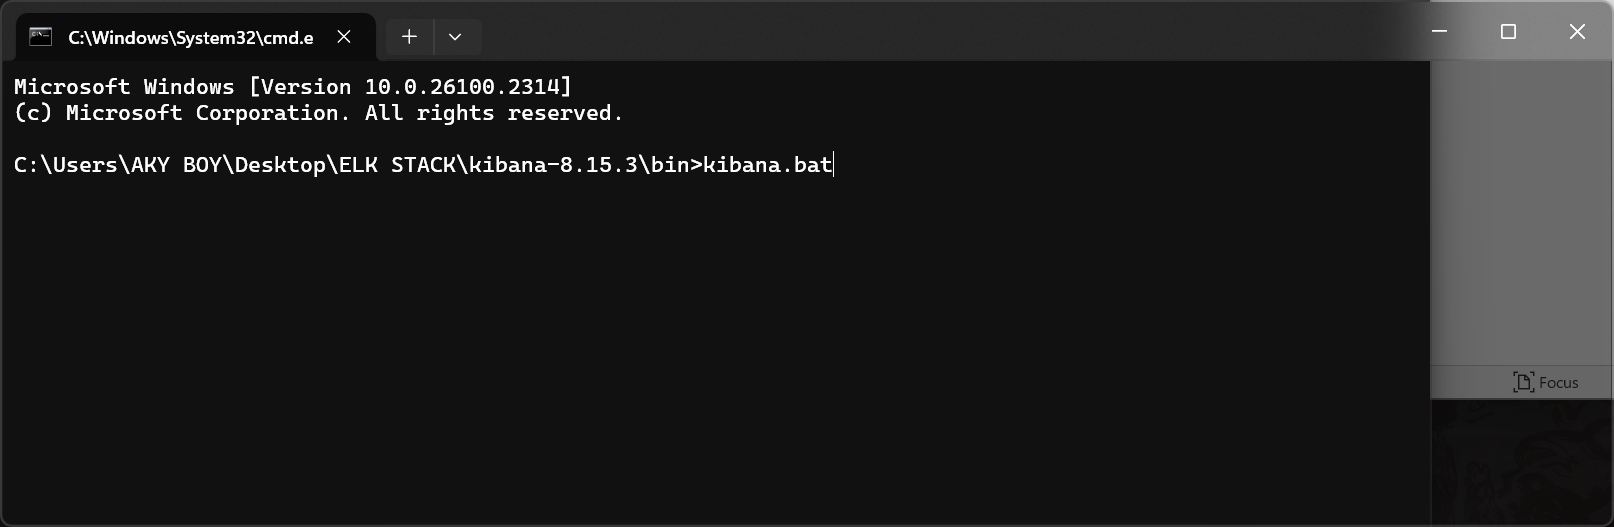 C:\Windows\System32\cmd.e
Microsoft Windows [Version 10.0.26100.2314]
(c) Microsoft Corporation. All rights reserved.
C:\Users\AKY BOY\Desktop\ELK STACK\kibana-8.15.3\bin>kibana.bat
Focus